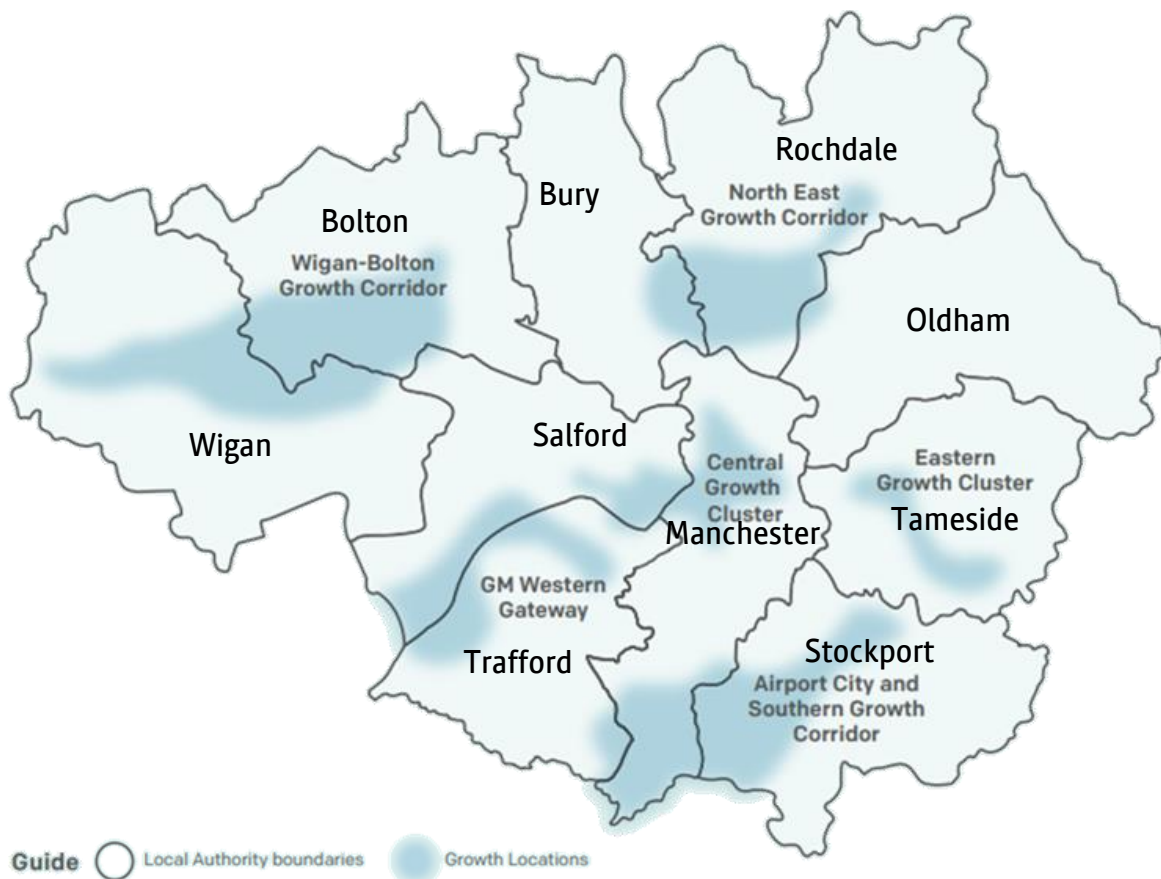 Rochdale
North East
Growth Corridor
Bury
Bolton
Wigan-Bolton
Growth Corridor
Oldham
Wigan
Salford
Central
Growth
Cluster
Manchester
Eastern
Growth Cluster
Tameside
GM Western
Gateway
Trafford
Stockport
Airport City and
Southern Growth
Corridor
Guide Local Authority boundaries Growth Locations